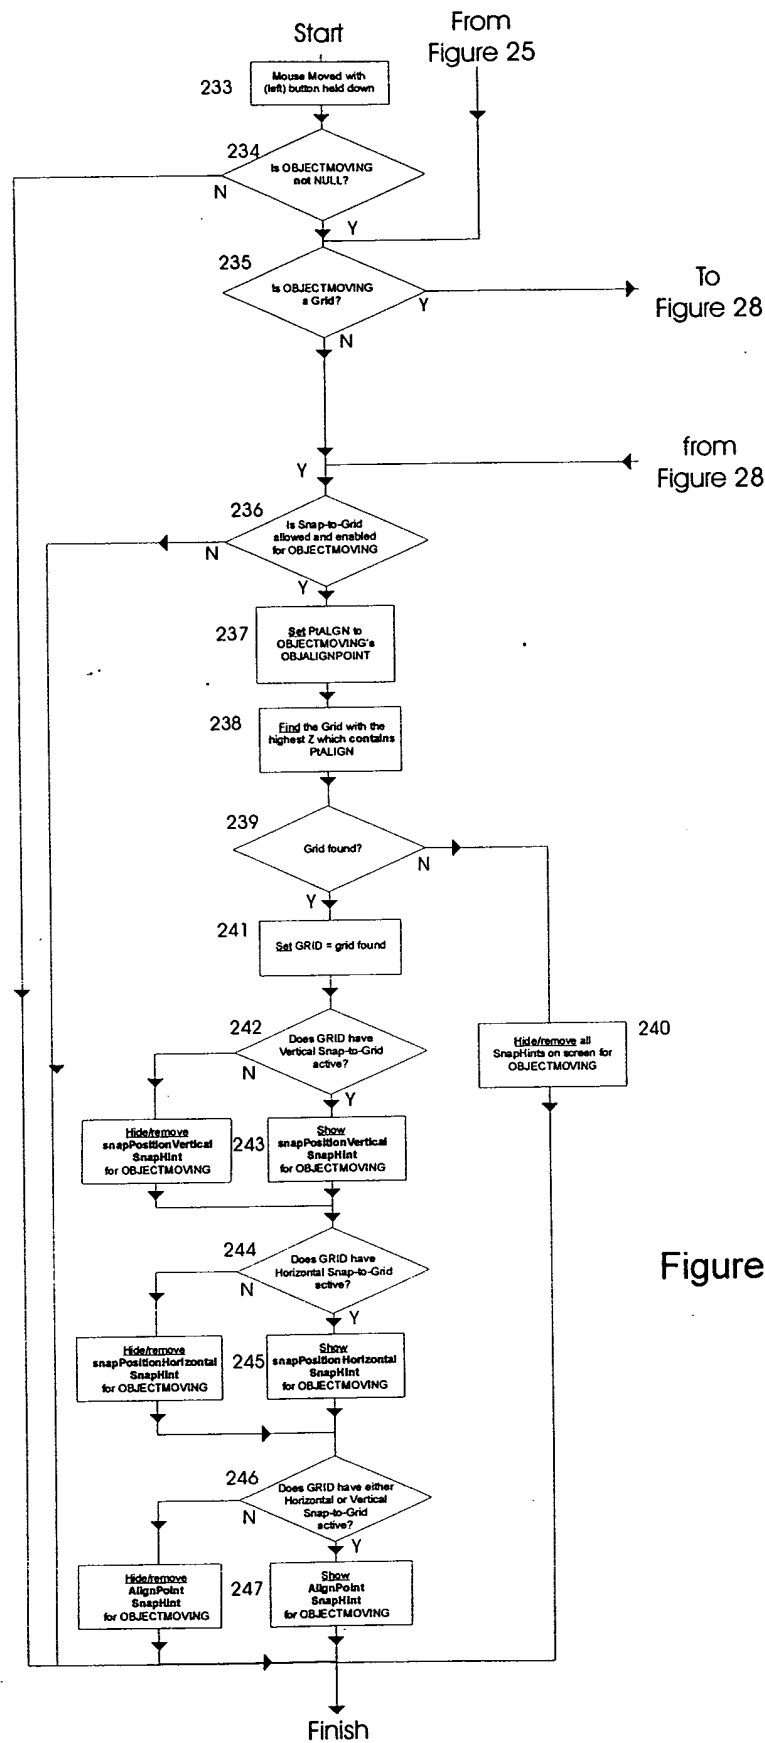 Start
From
Figure 25
233
Mouse Moved with
(left) button held down
234
Is OBJECTMOVING
not NULL?
N
Y
235
Is OBJECTMOVING
a Grid?
Y
To
Figure 28
N
from
Figure 28
Y
236
Is Snap-to-Grid
allowed and enabled
for OBJECTMOVING
N
Y
237
Set PtALGN to
OBJECTMOVING's
OBJALIGNPOINT
238
Find the Grid with the
highest Z which contains
PtALIGN
239
Grid found?
N
Y
241
Set GRID = grid found
242
Does GRID have
Vertical Snap-to-Grid
active?
N
Y
240
Hide/remove all
SnapHints on screen for
OBJECTMOVING
Hide/remove
snapPositionVertical
SnapHint
for OBJECTMOVING
243
Show
snapPositionVertical
SnapHint
for OBJECTMOVING
244
Does GRID have
Horizontal Snap-to-Grid
active?
N
Y
Figure
Hide/remove
snapPositionHorizontal
SnapHint
for OBJECTMOVING
245
Show
snapPositionHorizontal
SnapHint
for OBJECTMOVING
246
Does GRID have either
Horizontal or Vertical
Snap-to-Grid
active?
N
Y
Hide/remove
AlignPoint
SnapHint
for OBJECTMOVING
247
Show
AlignPoint
SnapHint
for OBJECTMOVING
Finish